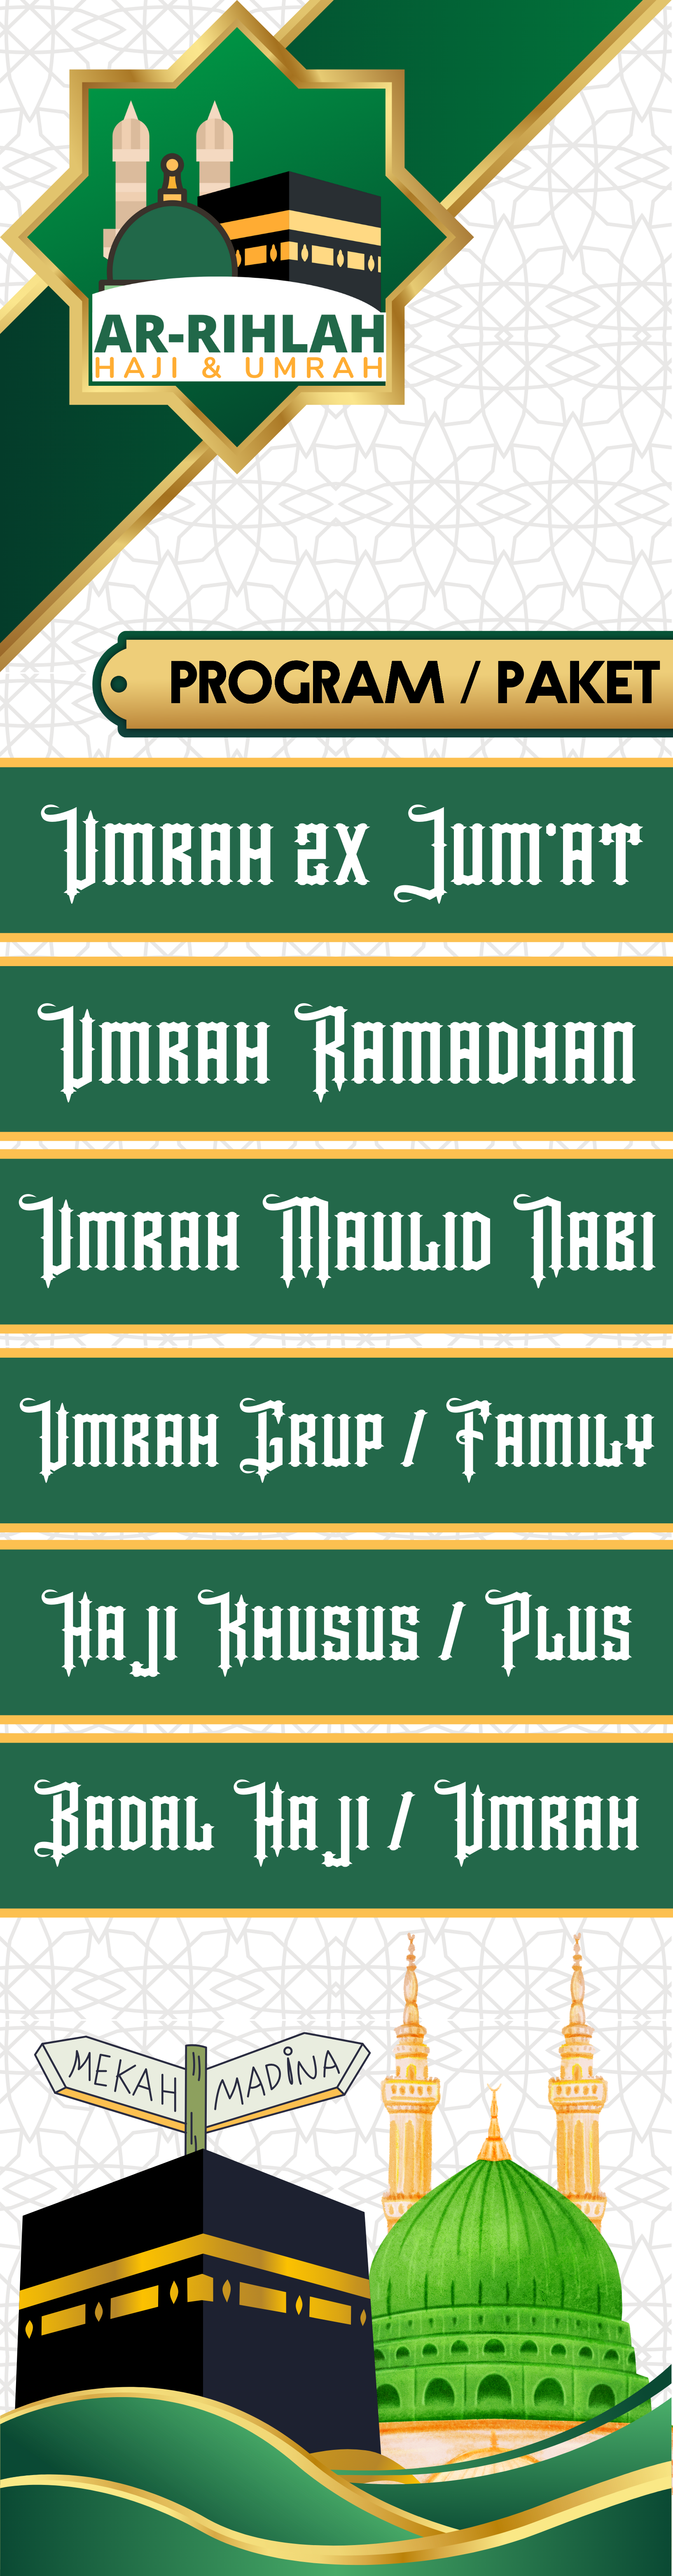 AR-RIHLAH
HAJI & UMRAH
PROGRAM / PAKET
UMRAH 2X JUM'AT
UMRAH RAMADHAN
UMRAH MAULID NABI
UMRAH GRUP / FAMILY
HAJI KHUSUS / PLUS
BADAL HAJI / UMRAH
MEKAH
MADINA